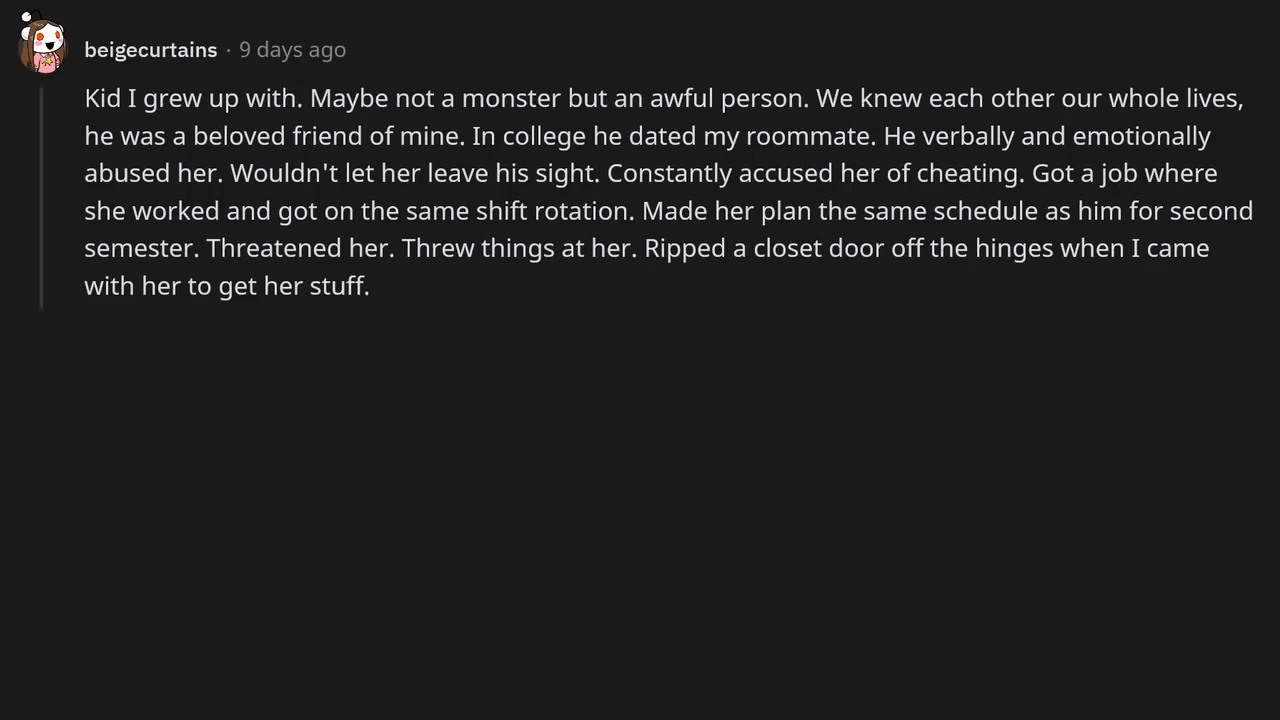 beigecurtains · 9 days ago
Kid I grew up with. Maybe not a monster but an awful person. We knew each other our whole lives,
he was a beloved friend of mine. In college he dated my roommate. He verbally and emotionally
abused her. Wouldn't let her leave his sight. Constantly accused her of cheating. Got a job where
she worked and got on the same shift rotation. Made her plan the same schedule as him for second
semester. Threatened her. Threw things at her. Ripped a closet door off the hinges when I came
with her to get her stuff.